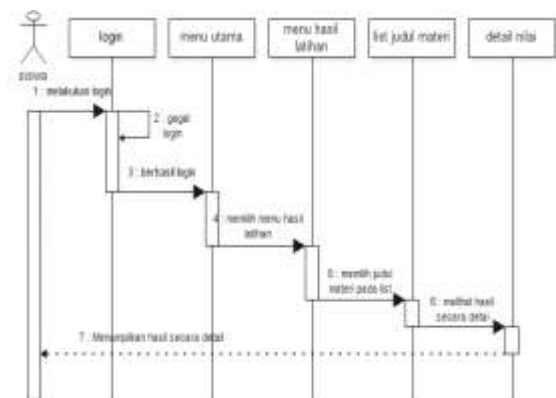 login
menu utama
menu hasil
latihan
list judul materi
detail nilai
siswa
1 : melakukan login
2 : gagal
login
3 : berhasil login
4 : memilih menu hasil
latihan
5 : memilih judul
materi pada list
6 : melihat hasil
secara detail
7 : Menampilkan hasil secara detail